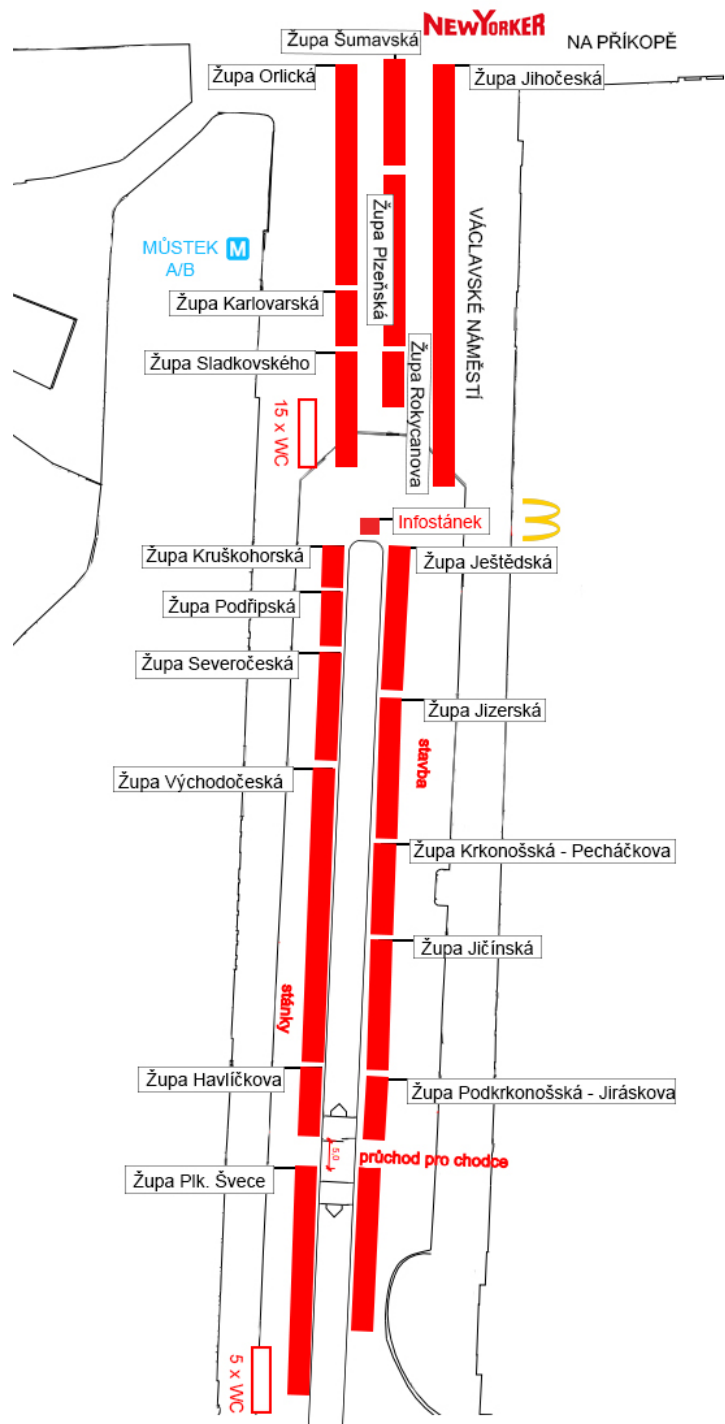 NEWYORKER
NA PŘÍKOPĚ
Župa Šumavská
Župa Orlická
Župa Jihočeská
MŮSTEK M
A/B
Župa Plzeňská
VÁCLAVSKÉ NÁMĚSTÍ
Župa Karlovarská
Župa Sladkovského
Župa Rokycanova
15 x WC
Infostánek
Župa Kruškohorská
Župa Ještědská
Župa Podřipská
Župa Severočeská
Župa Jizerská
stavba
Župa Východočeská
Župa Krkonošská - Pecháčkova
Župa Jičínská
stánky
Župa Havlíčkova
Župa Podkrkonošská - Jiráskova
5.0
průchod pro chodce
Župa Plk. Švece
5 x WC